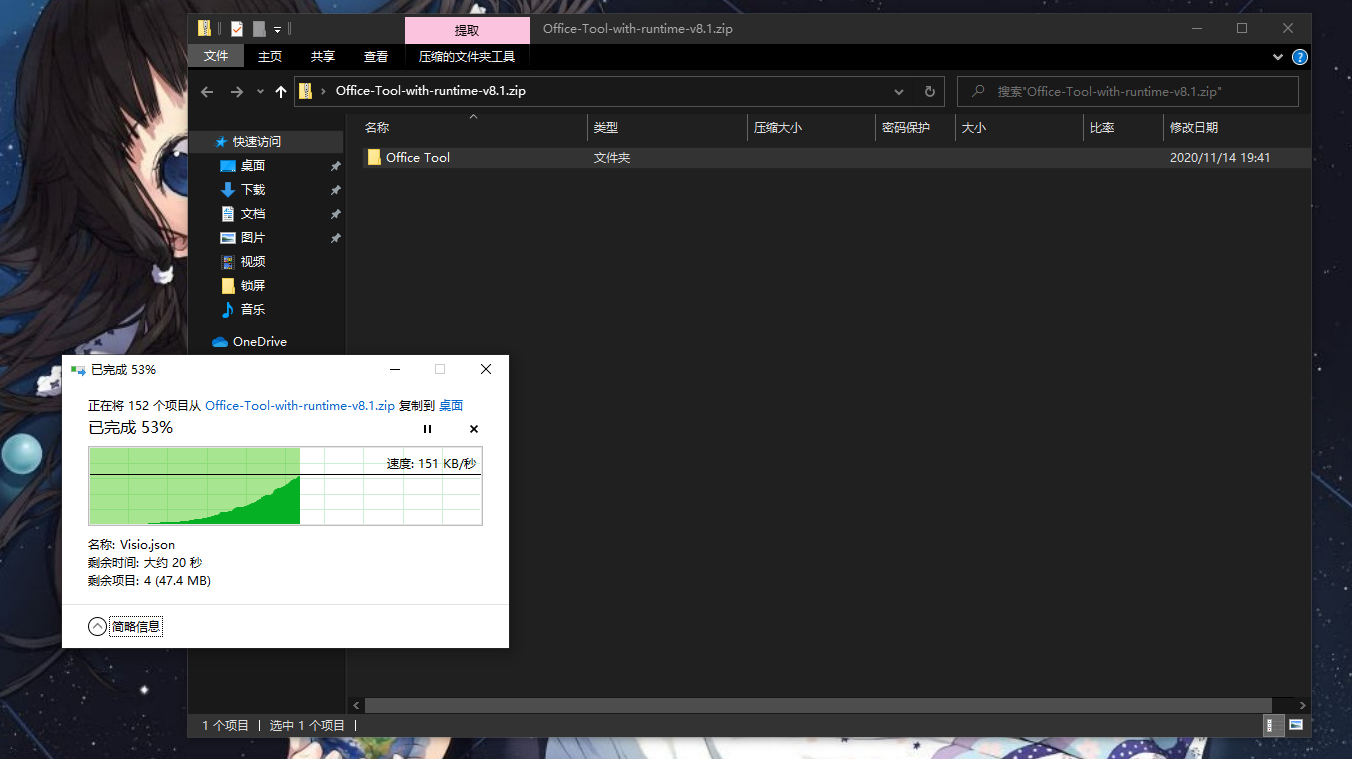 提取
Office-Tool-with-runtime-v8.1.zip
文件 主页 共享 查看 压缩的文件夹工具
Office-Tool-with-runtime-v8.1.zip
搜索"Office-Tool-with-runtime-v8.1.zip"
名称 类型 压缩大小 密码保护 大小 比率 修改日期
Office Tool 文件夹 2020/11/14 19:41
快速访问
桌面
下载
文档
图片
视频
锁屏
音乐
OneDrive
已完成 53%
正在将 152 个项目从 Office-Tool-with-runtime-v8.1.zip 复制到 桌面
已完成 53%
速度: 151 KB/秒
名称: Visio.json
剩余时间: 大约 20 秒
剩余项目: 4 (47.4 MB)
简略信息
1 个项目 选中 1 个项目